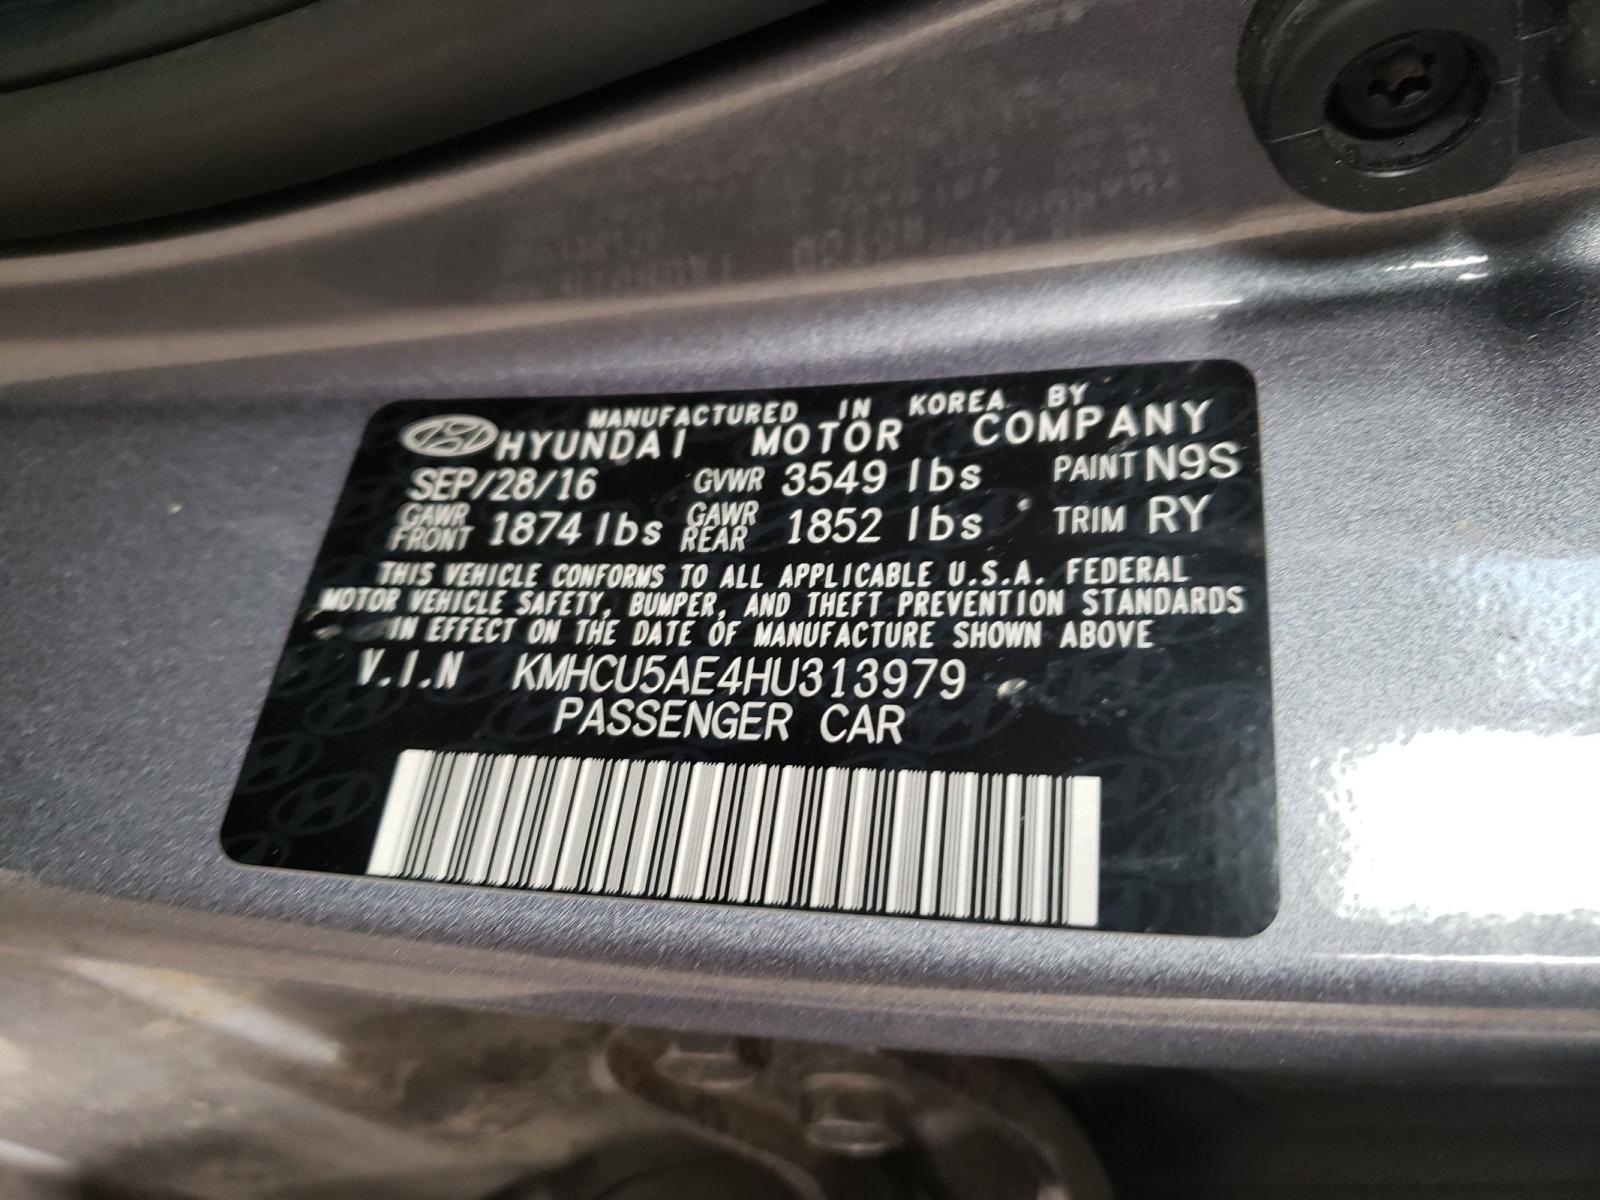 MANUFACTURED IN KOREA BY
HYUNDAI MOTOR COMPANY
SEP/28/16 GVWR 3549 lbs PAINT N9S
GAWR FRONT 1874 lbs GAWR REAR 1852 lbs TRIM RY
THIS VEHICLE CONFORMS TO ALL APPLICABLE U.S.A. FEDERAL
MOTOR VEHICLE SAFETY, BUMPER, AND THEFT PREVENTION STANDARDS
IN EFFECT ON THE DATE OF MANUFACTURE SHOWN ABOVE
V.I.N KMHCU5AE4HU313979
PASSENGER CAR